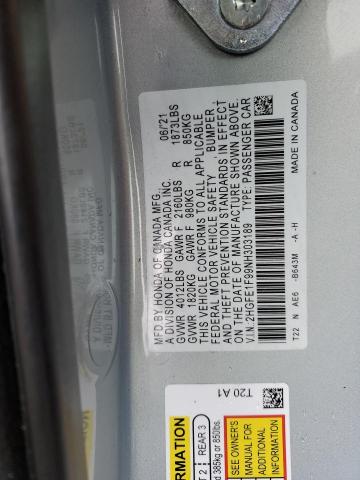 MFD BY HONDA OF CANADA MFG. 06/21
A DIVISION OF HONDA CANADA INC.
GVWR 4012LBS GAWR F 2160LBS R 1873LBS
GVWR 1820KG GAWR F 980KG R 850KG
THIS VEHICLE CONFORMS TO ALL APPLICABLE
FEDERAL MOTOR VEHICLE SAFETY, BUMPER,
AND THEFT PREVENTION STANDARDS, IN EFFECT
ON THE DATE OF MANUFACTURE SHOWN ABOVE.
V.I.N. 2HGFE1F99NH303189 TYPE: PASSENGER CAR
T22 N AE6 -B643M -A -H MADE IN CANADA
T20 A1
REAR 3
385kg or 850lbs.
SEE OWNER'S
MANUAL FOR
ADDITIONAL
INFORMATION